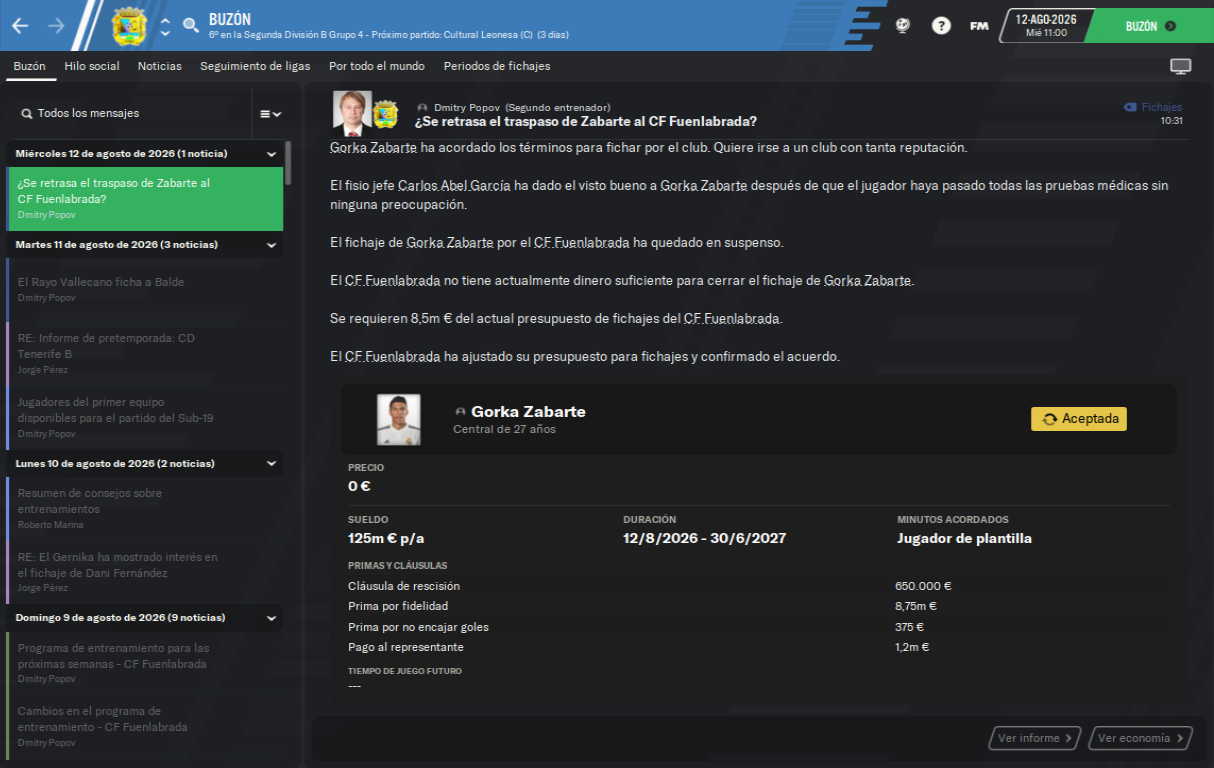 BUZÓN
6º en la Segunda División B Grupo 4 - Próximo partido: Cultural Leonesa (C) (3 días)
?
FM
12-AGO-2026
Mié 11:00
BUZÓN
Buzón
Hilo social
Noticias
Seguimiento de ligas
Por todo el mundo
Periodos de fichajes
Todos los mensajes
Miércoles 12 de agosto de 2026 (1 noticia)
¿Se retrasa el traspaso de Zabarte al
CF Fuenlabrada?
Dmitry Popov
Martes 11 de agosto de 2026 (3 noticias)
El Rayo Vallecano ficha a Balde
Dmitry Popov
RE: Informe de pretemporada: CD
Tenerife B
Jorge Pérez
Jugadores del primer equipo
disponibles para el partido del Sub-19
Dmitry Popov
Lunes 10 de agosto de 2026 (2 noticias)
Resumen de consejos sobre
entrenamientos
Roberto Marina
RE: El Gernika ha mostrado interés en
el fichaje de Dani Fernández
Jorge Pérez
Domingo 9 de agosto de 2026 (9 noticias)
Programa de entrenamiento para las
próximas semanas - CF Fuenlabrada
Dmitry Popov
Cambios en el programa de
entrenamiento - CF Fuenlabrada
Dmitry Popov
Dmitry Popov (Segundo entrenador)
¿Se retrasa el traspaso de Zabarte al CF Fuenlabrada?
Fichajes
10:31
Gorka Zabarte ha acordado los términos para fichar por el club. Quiere irse a un club con tanta reputación.
El fisio jefe Carlos Abel García ha dado el visto bueno a Gorka Zabarte después de que el jugador haya pasado todas las pruebas médicas sin
ninguna preocupación.
El fichaje de Gorka Zabarte por el CF Fuenlabrada ha quedado en suspenso.
El CF Fuenlabrada no tiene actualmente dinero suficiente para cerrar el fichaje de Gorka Zabarte.
Se requieren 8,5m € del actual presupuesto de fichajes del CF Fuenlabrada.
El CF Fuenlabrada ha ajustado su presupuesto para fichajes y confirmado el acuerdo.
Gorka Zabarte
Central de 27 años
Aceptada
PRECIO
0 €
SUELDO
DURACIÓN
MINUTOS ACORDADOS
125m € p/a
12/8/2026 - 30/6/2027
Jugador de plantilla
PRIMAS Y CLÁUSULAS
Cláusula de rescisión
650.000 €
Prima por fidelidad
8,75m €
Prima por no encajar goles
375 €
Pago al representante
1,2m €
TIEMPO DE JUEGO FUTURO
---
Ver informe
Ver economía